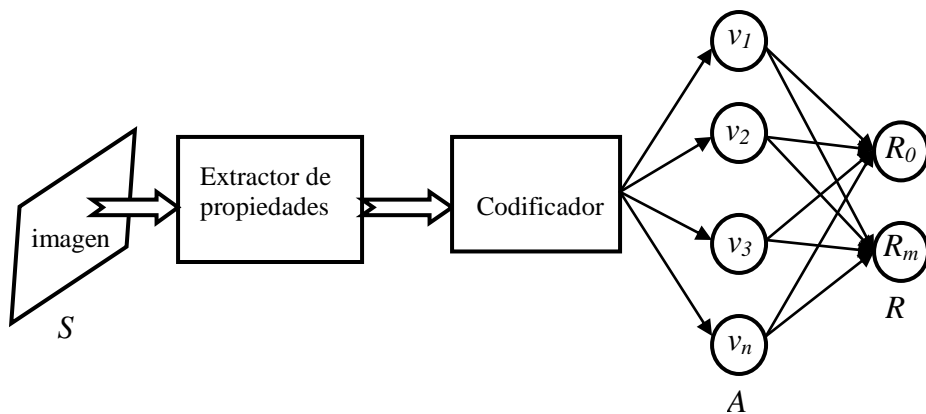 imagen
S
Extractor de
propiedades
Codificador
v1
v2
v3
vn
A
R0
Rm
R